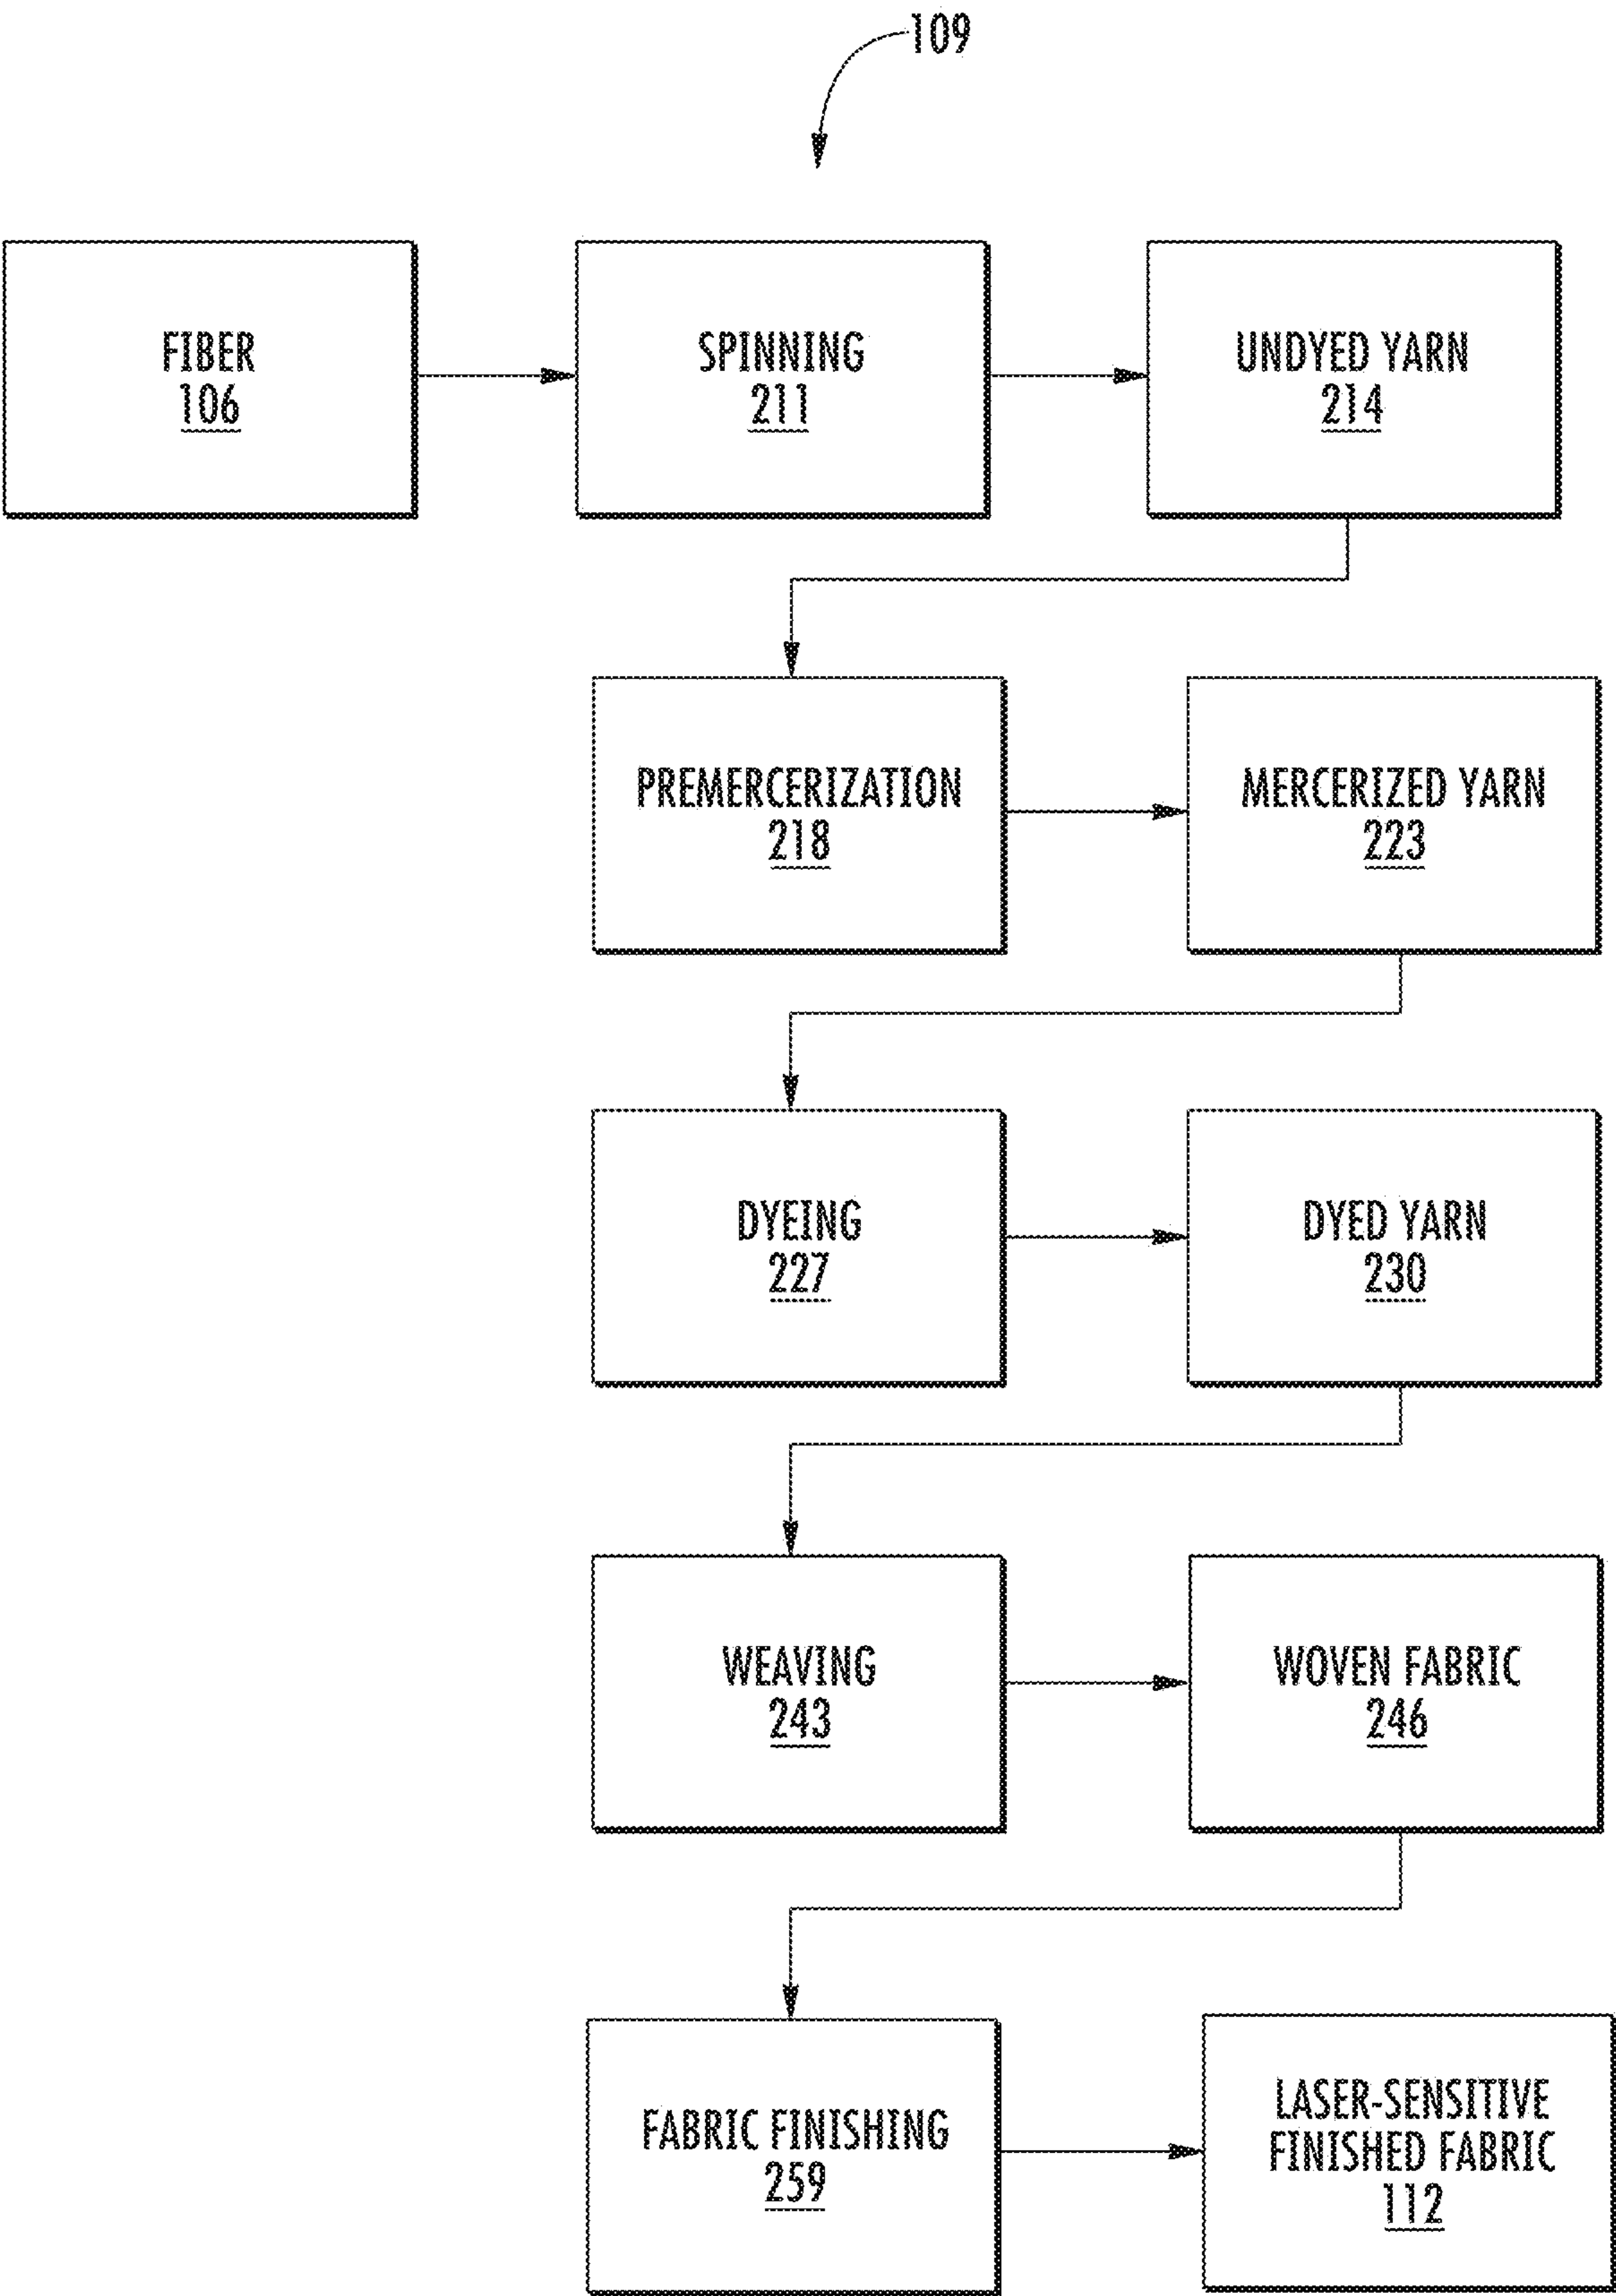 109
FIBER
106
SPINNING
211
UNDYED YARN
214
PREMERCERIZATION
218
MERCERIZED YARN
223
DYEING
227
DYED YARN
230
WEAVING
243
WOVEN FABRIC
246
FABRIC FINISHING
259
LASER-SENSITIVE
FINISHED FABRIC
112